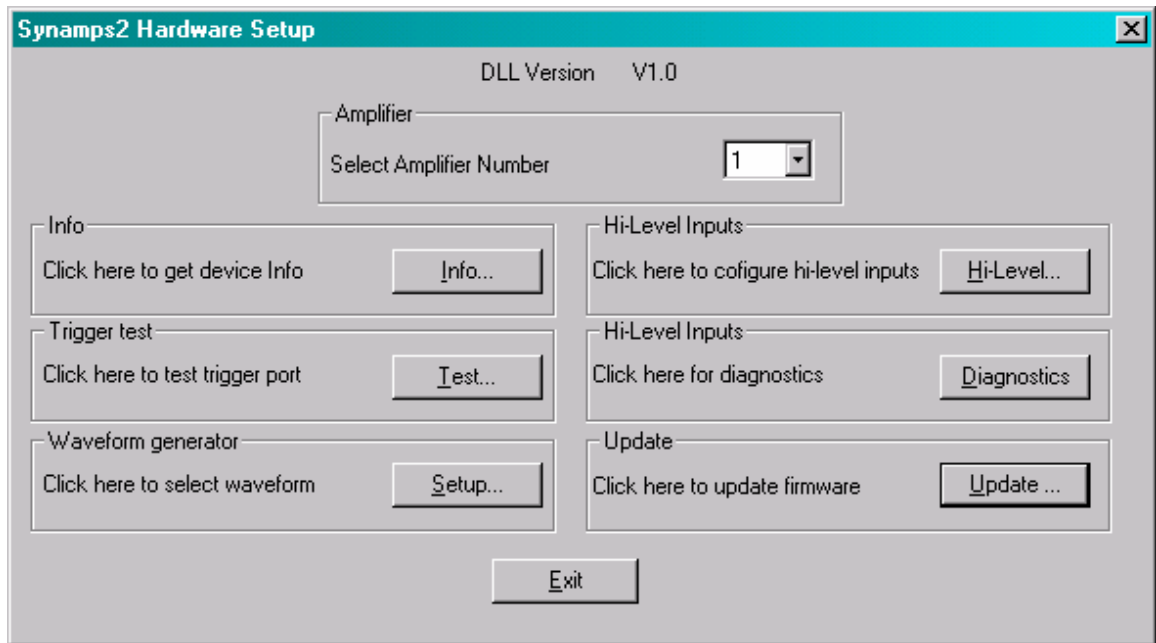 Synamps2 Hardware Setup
DLL Version V1.0
Amplifier
Select Amplifier Number 1
Info
Click here to get device Info Info...
Hi-Level Inputs
Click here to cofigure hi-level inputs Hi-Level...
Trigger test
Click here to test trigger port Test...
Hi-Level Inputs
Click here for diagnostics Diagnostics
Waveform generator
Click here to select waveform Setup...
Update
Click here to update firmware Update ...
Exit